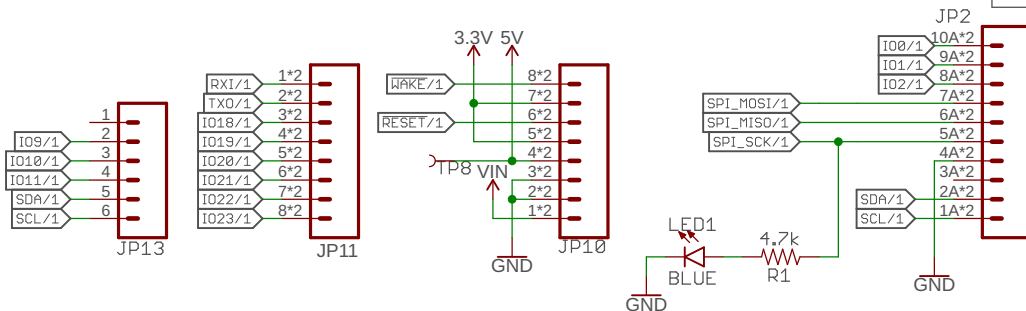 JP2
3.3V 5V
IO0/1 10A*2
IO1/1 9A*2
IO2/1 8A*2
SPI_MOSI/1 7A*2
SPI_MISO/1 6A*2
SPI_SCK/1 5A*2
4A*2
3A*2
SDA/1 2A*2
SCL/1 1A*2
GND
RXI/1 1*2
TXO/1 2*2
IO18/1 3*2
IO19/1 4*2
IO20/1 5*2
IO21/1 6*2
IO22/1 7*2
IO23/1 8*2
JP11
WAKE/1 8*2
7*2
RESET/1 6*2
5*2
TP8 4*2
VIN 3*2
2*2
1*2
JP10
GND
1
IO9/1 2
IO10/1 3
IO11/1 4
SDA/1 5
SCL/1 6
JP13
LED1
BLUE
4.7k
R1
GND